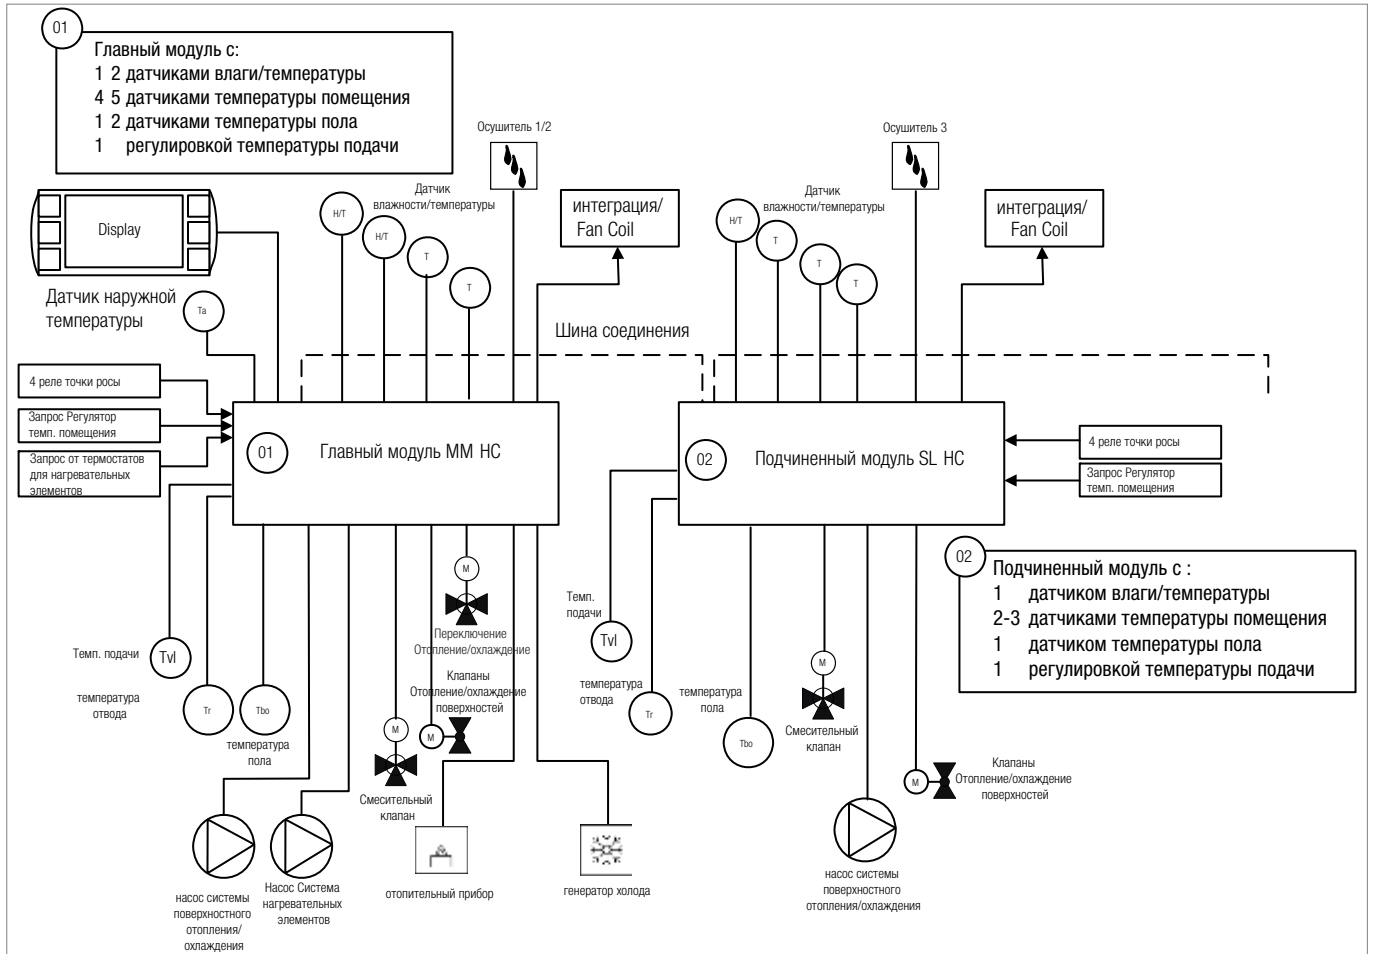 01
Главный модуль с:
1 2 датчиками влаги/температуры
4 5 датчиками температуры помещения
1 2 датчиками температуры пола
1 регулировкой температуры подачи
Осушитель 1/2
Осушитель 3
Display
Датчик
влажности/температуры
H/T
H/T
T
T
интеграция/
Fan Coil
Датчик
влажности/температуры
H/T
T
T
T
интеграция/
Fan Coil
Датчик наружной
температуры
Ta
Шина соединения
4 реле точки росы
Запрос Регулятор
темп. помещения
Запрос от термостатов
для нагревательных
элементов
01
Главный модуль MM HC
02
Подчиненный модуль SL HC
4 реле точки росы
Запрос Регулятор
темп. помещения
02
Подчиненный модуль с :
1 датчиком влаги/температуры
2-3 датчиками температуры помещения
1 датчиком температуры пола
1 регулировкой температуры подачи
M
Переключение
Отопление/охлаждение
Темп. подачи
Tvl
температура
отвода
Tr
Tbo
температура
пола
Клапаны
Отопление/охлаждение
поверхностей
M
M
Смесительный
клапан
Темп.
подачи
Tvl
температура
отвода
Tr
температура
пола
Tbo
M
Смесительный
клапан
M
Клапаны
Отопление/охлаждение
поверхностей
насос системы
поверхностного
отопления/
охлаждения
Насос Система
нагревательных
элементов
отопительный прибор
генератор холода
насос системы
поверхностного
отопления/охлаждения